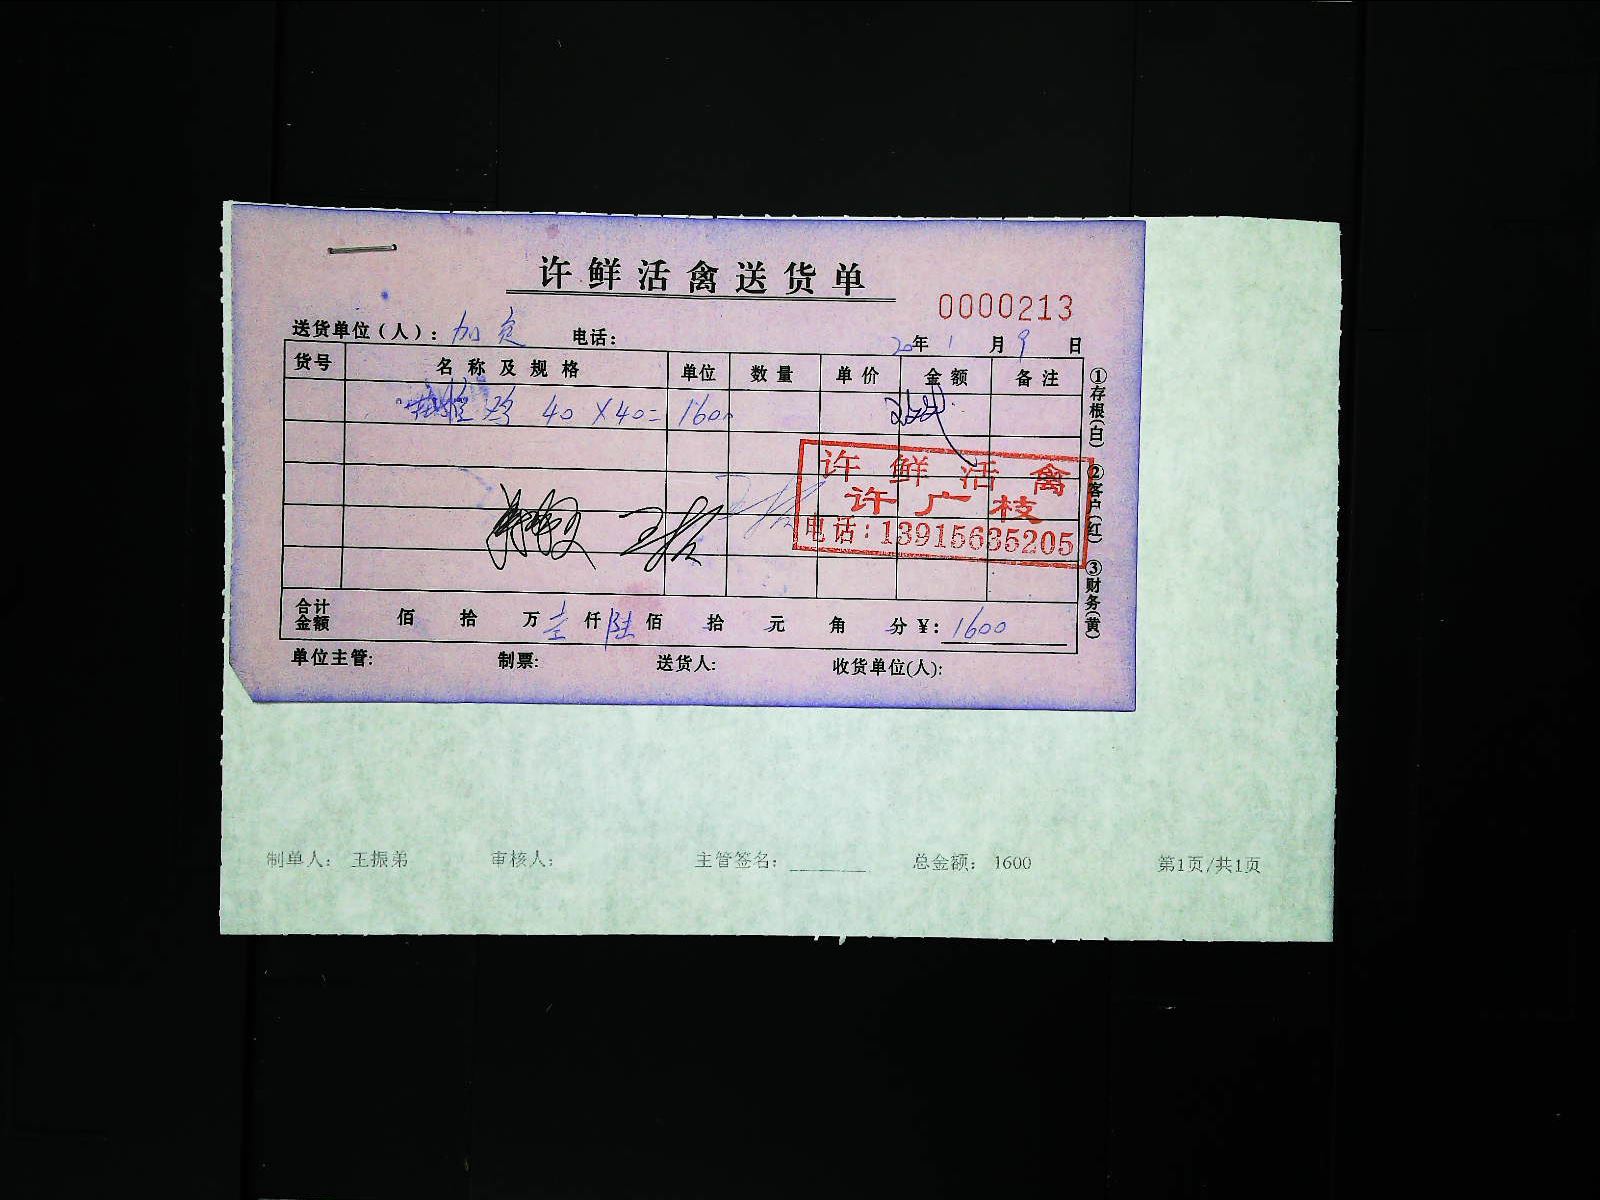 许鲜活禽送货单
0000213
送货单位（人）：加 电话：
20年 1 月 9 日
货号 名称及规格 单位 数量 单价 金额 备注
鸡 40 X 40= 1600
许鲜活禽
许广枝
电话：13915635205
①存根(白) ②客户(红) ③财务(黄)
合计金额 佰 拾 万 壹 仟 陆 佰 拾 元 角 分 ¥：1600
单位主管： 制票： 送货人： 收货单位(人)：
制单人： 王振弟 审核人： 主管签名： 总金额： 1600 第1页/共1页